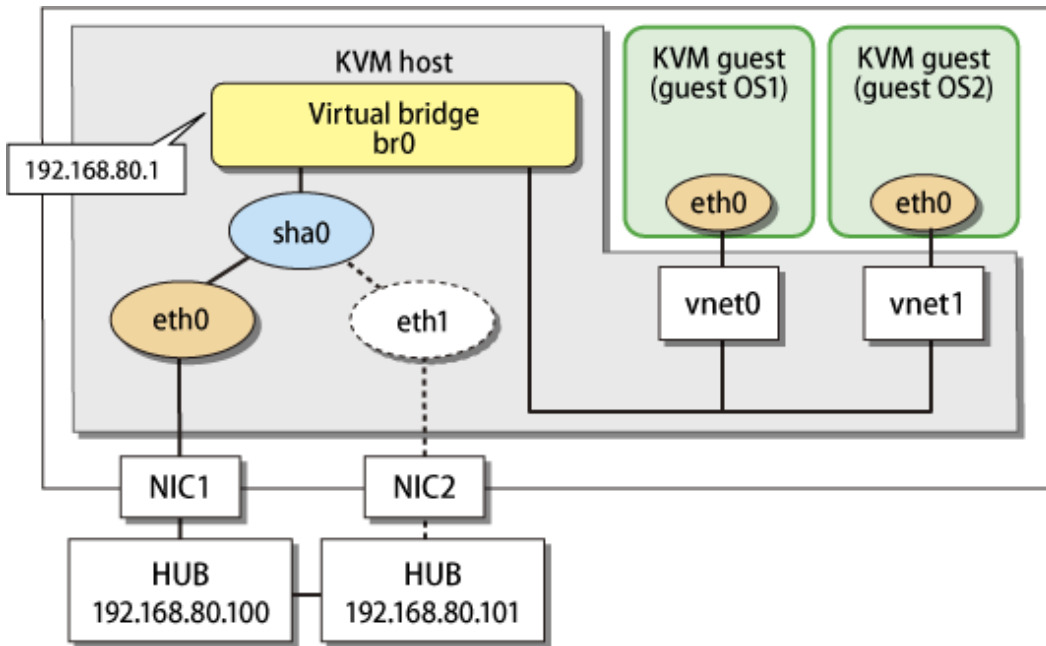 KVM host
KVM guest
(guest OS1)
KVM guest
(guest OS2)
Virtual bridge
br0
192.168.80.1
sha0
eth0
eth0
eth0
eth1
vnet0
vnet1
NIC1
NIC2
HUB
192.168.80.100
HUB
192.168.80.101